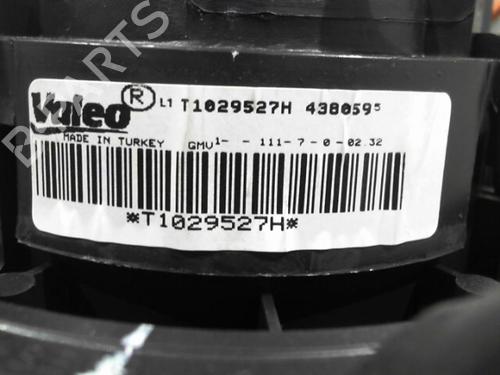 Valeo ® L1 T1029527H 4380595
MADE IN TURKEY GMV1- - 111-7-0-02.32
*T1029527H*
B-PARTS